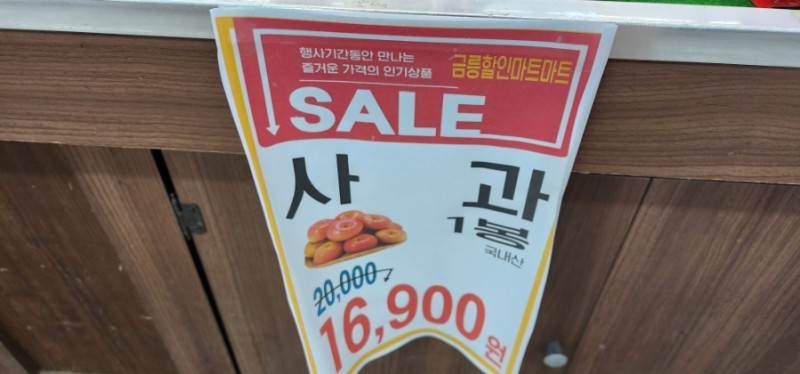 행사기간동안 만나는
즐거운 가격의 인기상품
금릉할인마트마트
SALE
사과
1봉
국내산
20,000
16,900원